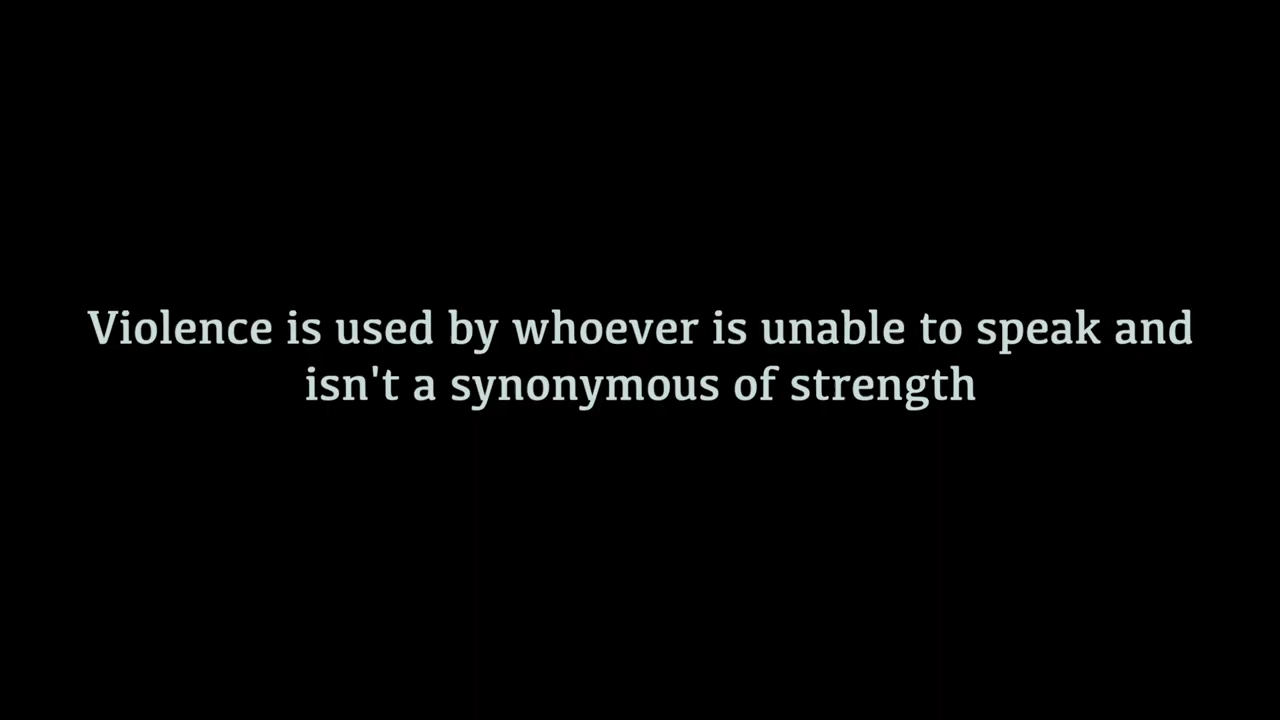 Violence is used by whoever is unable to speak and
isn't a synonymous of strength